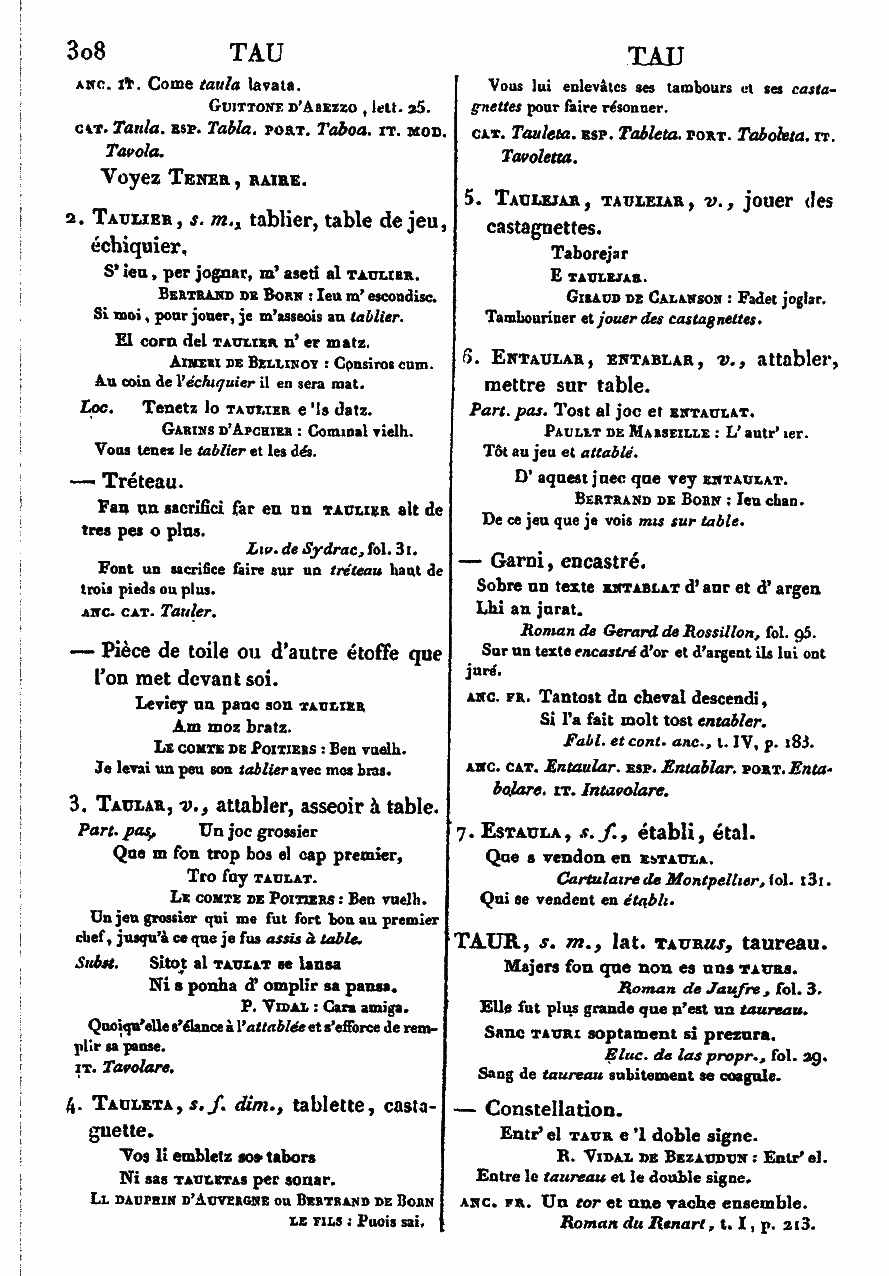 308 TAU
ANC. IT. Come taula lavata.
GUITTONE D'AREZZO, lett. 25.
CAT. Taula. ESP. Tabla. PORT. Taboa. IT. MOD.
Tavola.
Voyez TENER, RAIRE.
2. TAULIER, s. m., tablier, table de jeu,
échiquier.
S'ieu, per jognar, m'aseti al TAULIER.
BERTRAND DE BORN : Ieu m'escondisc.
Si moi, pour jouer, je m'asseois au tablier.
El corn del TAULIER n'er matz.
AIMERI DE BELLINOY : Consiros cum.
Au coin de l'échiquier il en sera mat.
Loc. Tenetz lo TAULIER e'ls datz.
GARINS D'APCHIER : Cominal vielh.
Vous tenez le tablier et les dés.
— Tréteau.
Fan un sacrifici far en un TAULIER alt de
tres pes o plus.
Liv. de Sydrac, fol. 31.
Font un sacrifice faire sur un tréteau haut de
trois pieds ou plus.
ANC. CAT. Tauler.
— Pièce de toile ou d'autre étoffe que
l'on met devant soi.
Leviey un panc son TAULIER
Am moz bratz.
LE COMTE DE POITIERS : Ben vuelh.
Je levai un peu son tablier avec mos bras.
3. TAULAR, v., attabler, asseoir à table.
Part. pas. Un joc grossier
Que m fon trop bos el cap premier,
Tro fuy TAULAT.
LE COMTE DE POITIERS : Ben vuelh.
Un jeu grossier qui me fut fort bon au premier
chef, jusqu'à ce que je fus assis à table.
Subst. Sitot al TAULAT se lansa
Ni s ponha d'omplir sa pansa.
P. VIDAL : Cara amiga.
Quoiqu'elle s'élance à l'attablée et s'efforce de rem-
plir sa panse.
IT. Tavolare.
4. TAULETA, s. f. dim., tablette, casta-
guette.
Vos li embletz sos tabors
Ni sas TAULETAS per sonar.
LE DAUPHIN D'AUVERGNE ou BERTRAND DE BORN
LE FILS : Puois sai.
TAU
Vous lui enlevâtes ses tambours et ses casta-
gnettes pour faire résonner.
CAT. Tauleta. ESP. Tableta. PORT. Taboleta. IT.
Tavoletta.
5. TAULEJAR, TAULEIAR, v., jouer des
castagnettes.
Taborejar
E TAULEJAR.
GIRAUD DE CALANSON : Fadet joglar.
Tambouriner et jouer des castagnettes.
6. ENTAULAR, ENTABLAR, v., attabler,
mettre sur table.
Part. pas. Tost al joc et ENTAULAT.
PAULET DE MARSEILLE : L'autr'ier.
Tôt au jeu et attablé.
D'aquest juec que vey ENTAULAT.
BERTRAND DE BORN : Ieu chan.
De ce jeu que je vois mis sur table.
— Garni, encastré.
Sobre un texte ENTABLAT d'aur et d'argen
Lhi an jurat.
Roman de Gerard de Rossillon, fol. 95.
Sur un texte encastré d'or et d'argent ils lui ont
juré.
ANC. FR. Tantost du cheval descendi,
Si l'a fait molt tost entabler.
Fabl. et cont. anc., t. IV, p. 183.
ANC. CAT. Entaular. ESP. Entablar. PORT. Enta-
bolare. IT. Intavolare.
7. ESTAULA, s. f., établi, étal.
Que s vendon en ESTAULA.
Cartulaire de Montpellier, fol. 131.
Qui se vendent en établi.
TAUR, s. m., lat. TAURUS, taureau.
Majers fon que non es uns TAURS.
Roman de Jaufre, fol. 3.
Elle fut plus grande que n'est un taureau.
Sanc TAURI soptament si prezura.
Eluc. de las propr., fol. 29.
Sang de taureau subitement se coagule.
— Constellation.
Entr'el TAUR e'l doble signe.
R. VIDAL DE BEZAUDUN : Entr'el.
Entre le taureau et le double signe.
ANC. FR. Un tor et une vache ensemble.
Roman du Renart, t. I, p. 213.